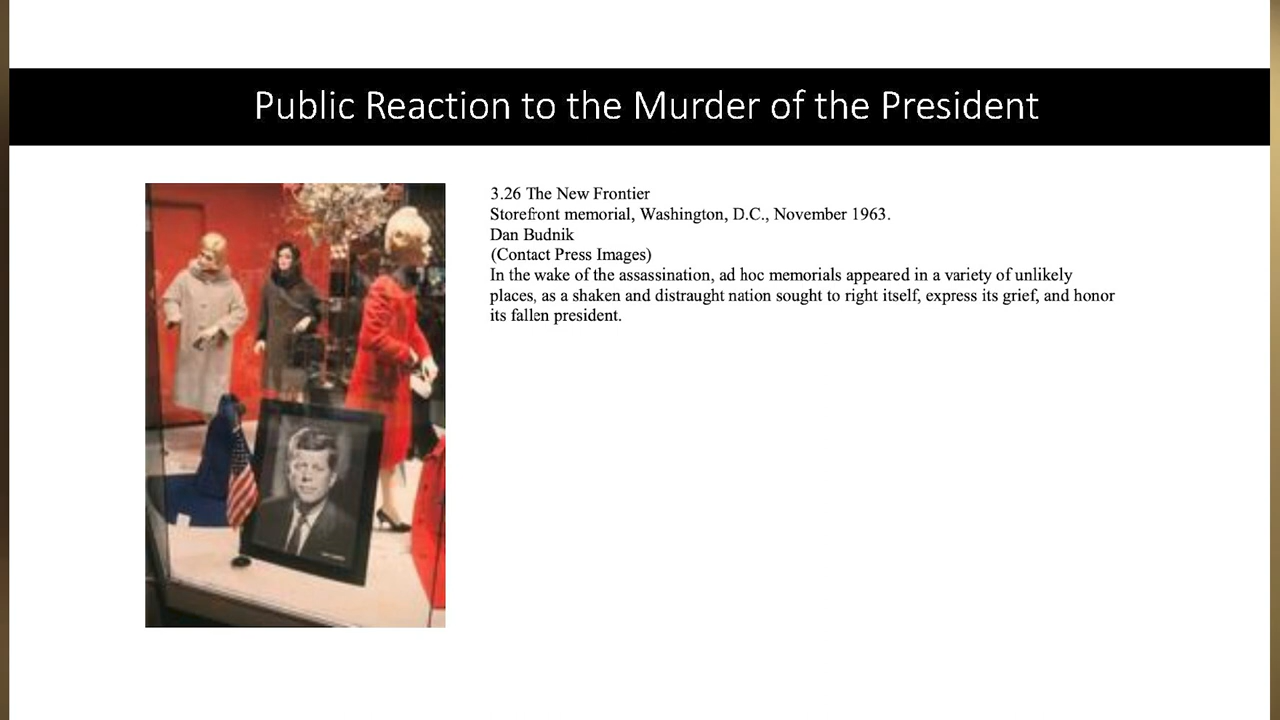 Public Reaction to the Murder of the President
3.26 The New Frontier
Storefront memorial, Washington, D.C., November 1963.
Dan Budnik
(Contact Press Images)
In the wake of the assassination, ad hoc memorials appeared in a variety of unlikely
places, as a shaken and distraught nation sought to right itself, express its grief, and honor
its fallen president.